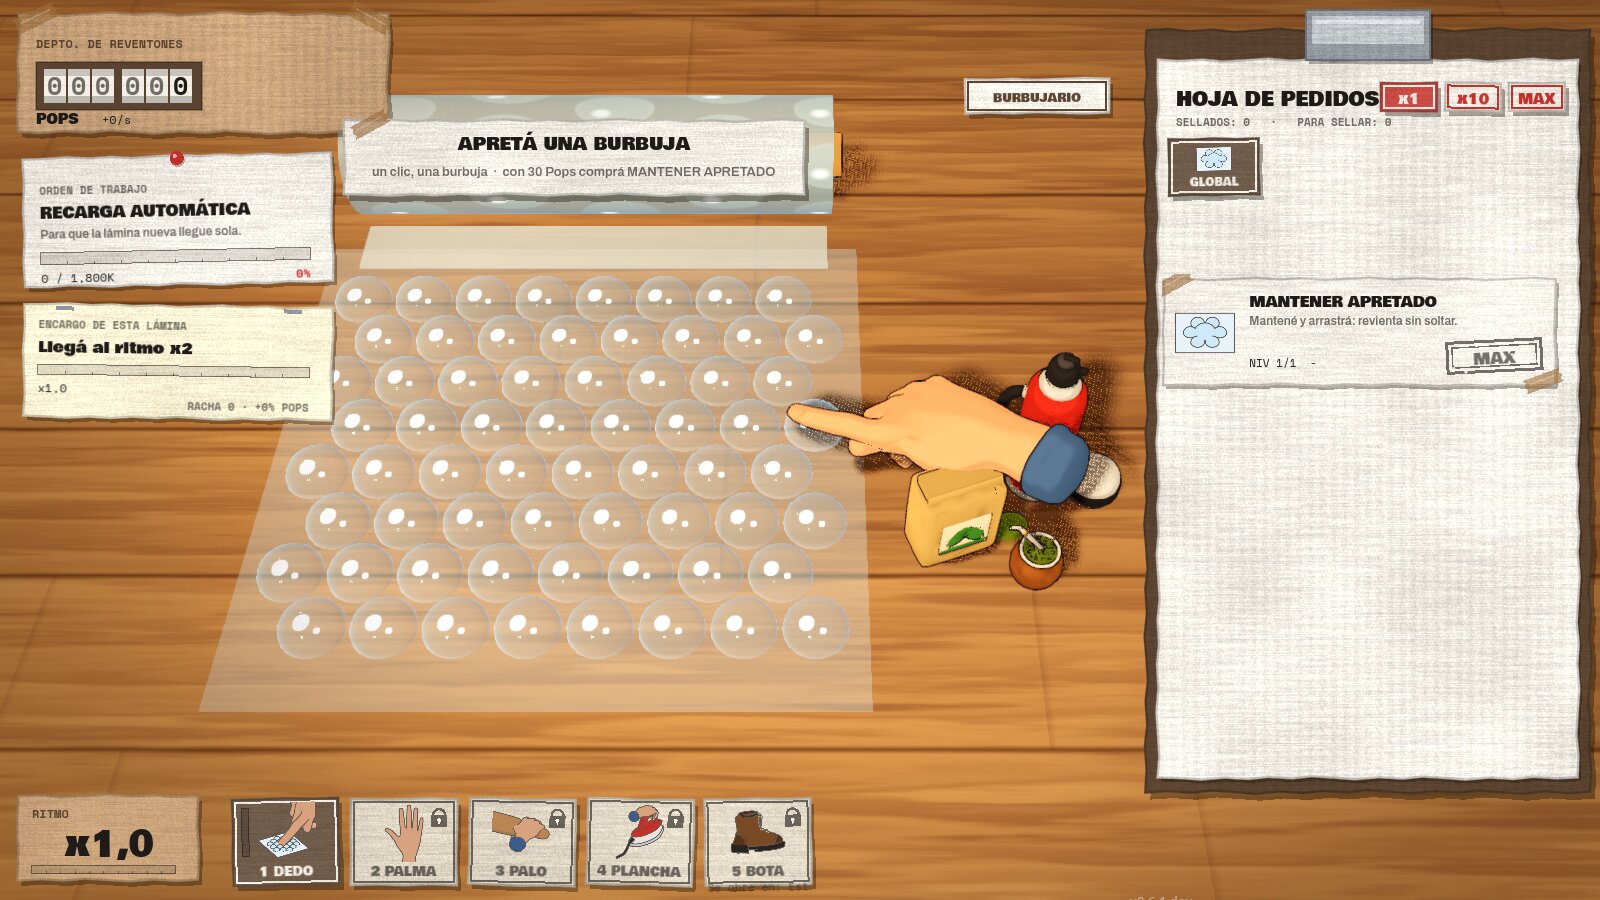 DEPTO. DE REVENTONES
000 000
POPS +0/s
ORDEN DE TRABAJO
RECARGA AUTOMÁTICA
Para que la lámina nueva llegue sola.
0 / 1.800K 0%
ENCARGO DE ESTA LÁMINA
Llegá al ritmo x2
x1.0
RACHA 0 · +0% POPS
APRETÁ UNA BURBUJA
un clic, una burbuja · con 30 Pops comprá MANTENER APRETADO
BURBUJARIO
HOJA DE PEDIDOS
x1 x10 MAX
SELLADOS: 0 · PARA SELLAR: 0
GLOBAL
MANTENER APRETADO
Mantené y arrastrá: revienta sin soltar.
NIV 1/1 -
MAX
RITMO
x1,0
1 DEDO
2 PALMA
3 PALO
4 PLANCHA
5 BOTA